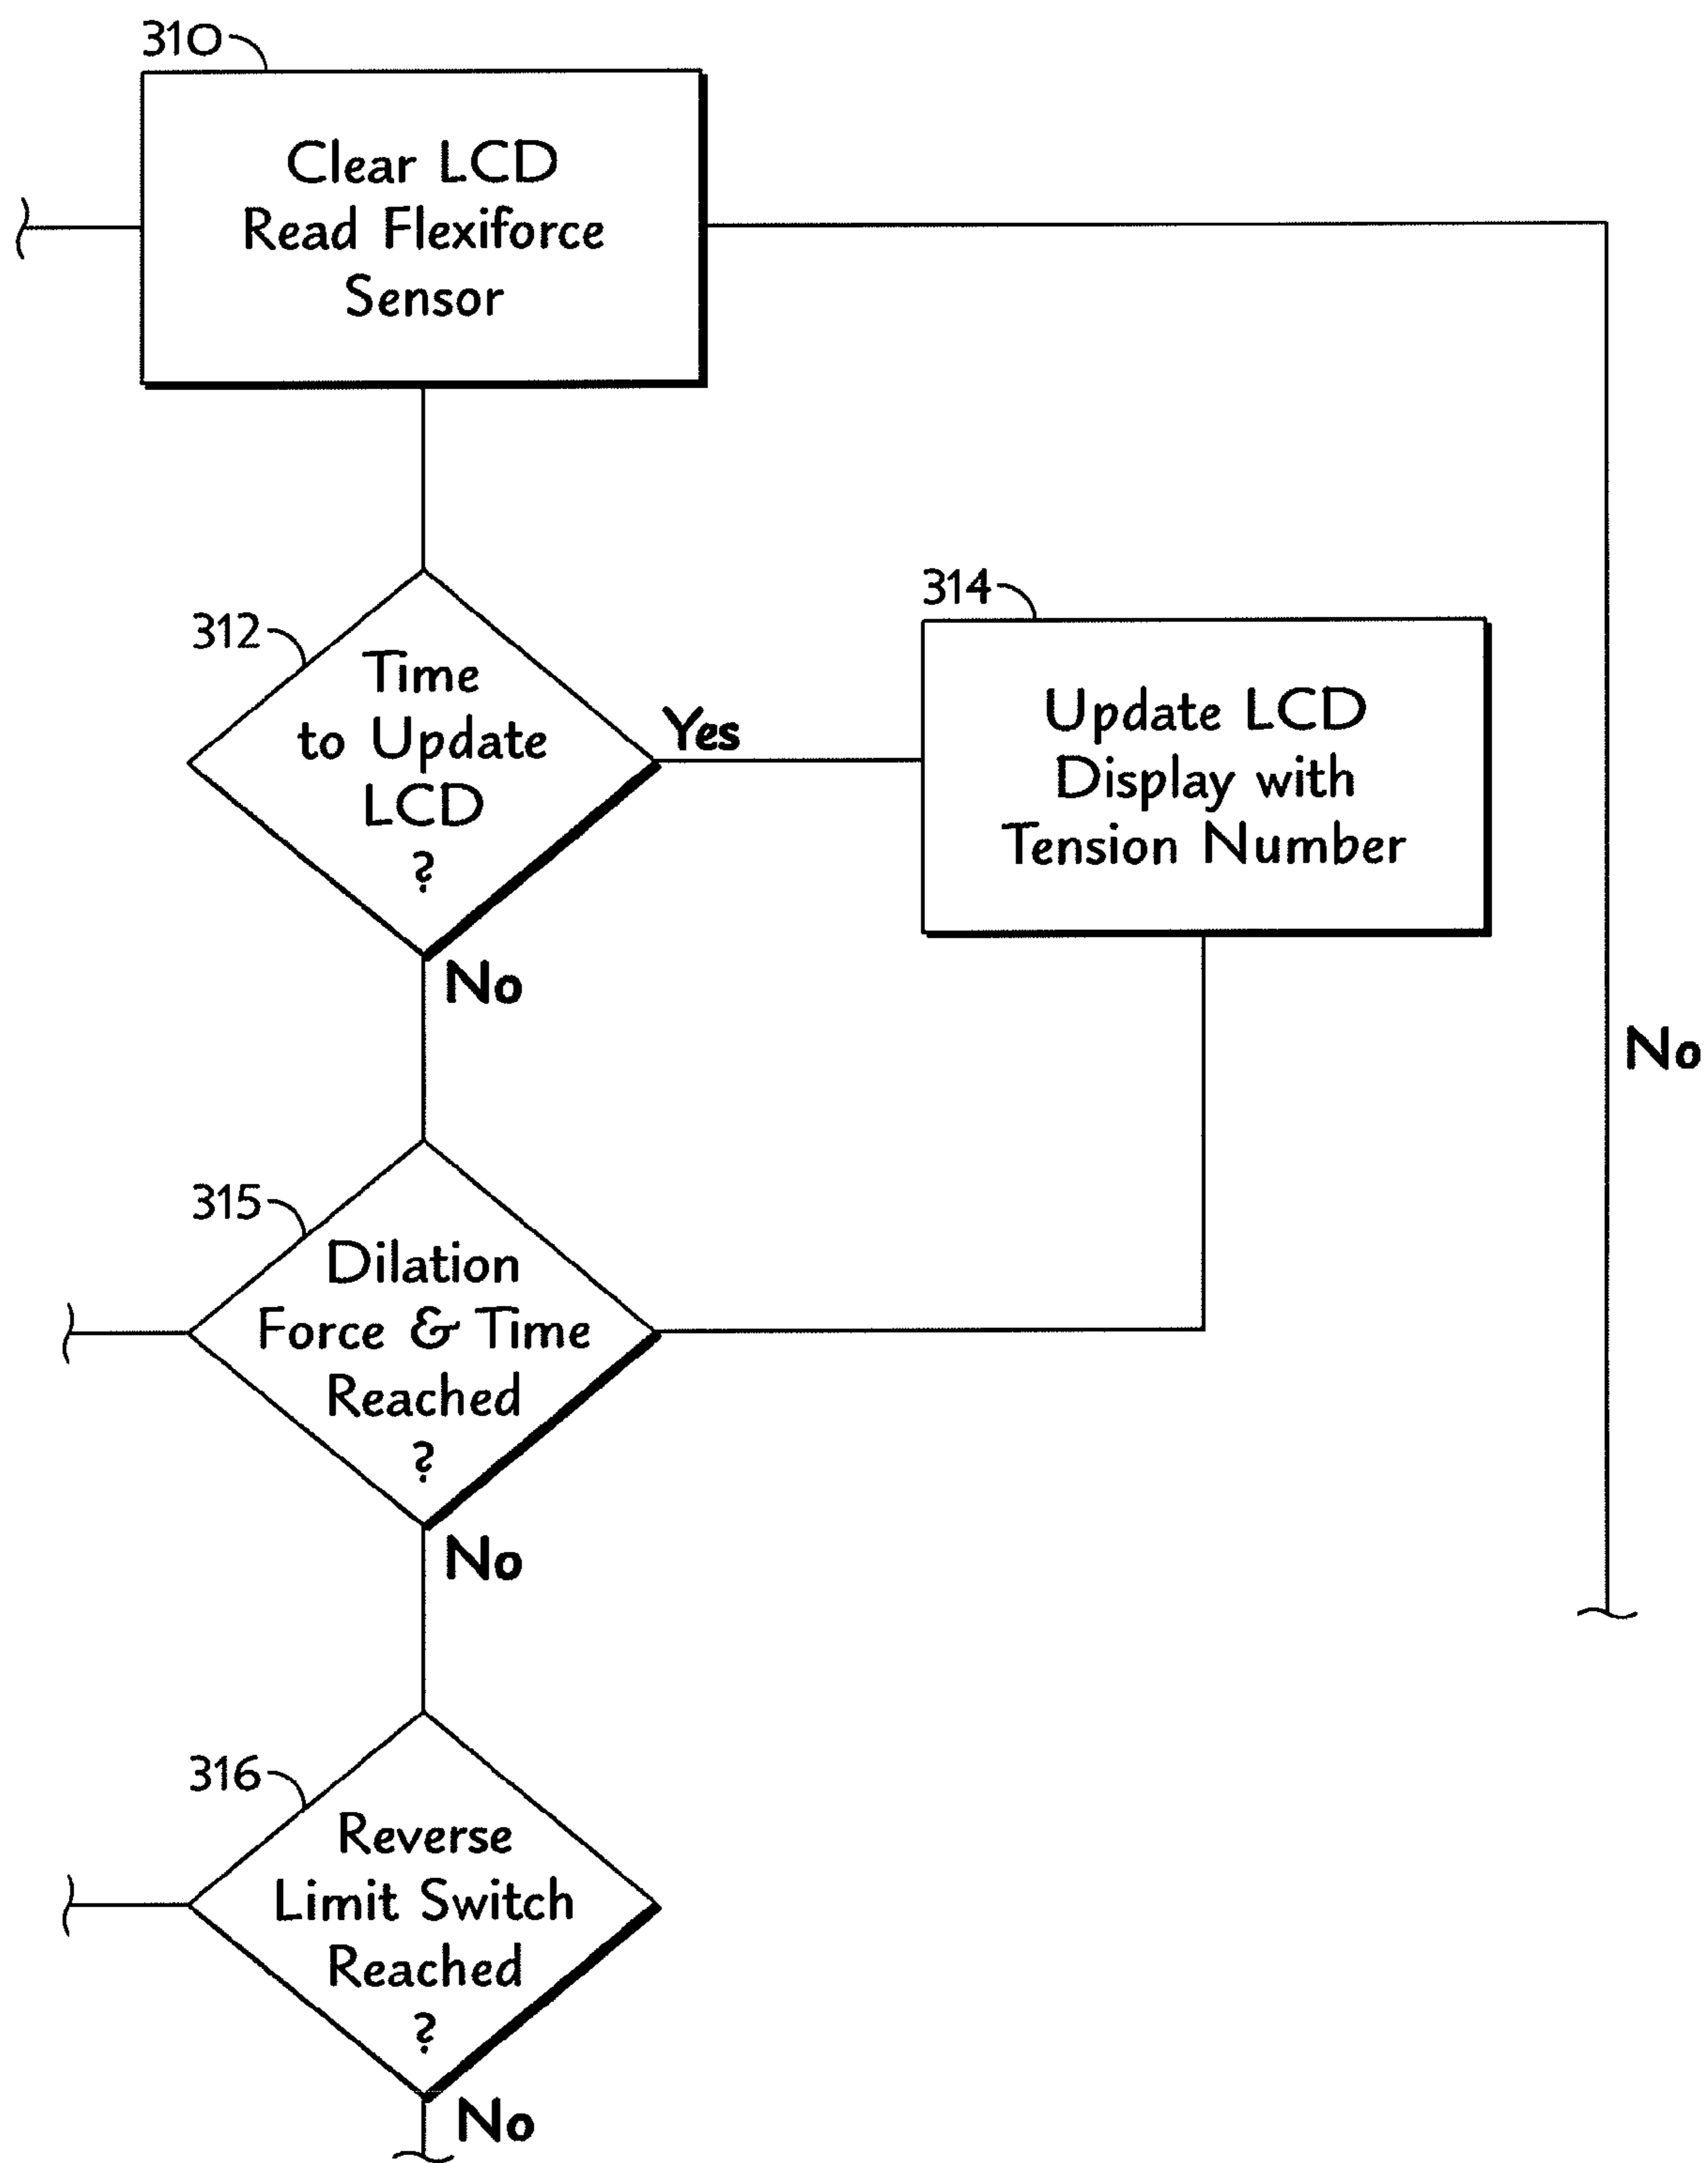 310
Clear LCD
Read Flexiforce
Sensor
312
Time
to Update
LCD
?
Yes
314
Update LCD
Display with
Tension Number
No
No
315
Dilation
Force & Time
Reached
?
No
316
Reverse
Limit Switch
Reached
?
No